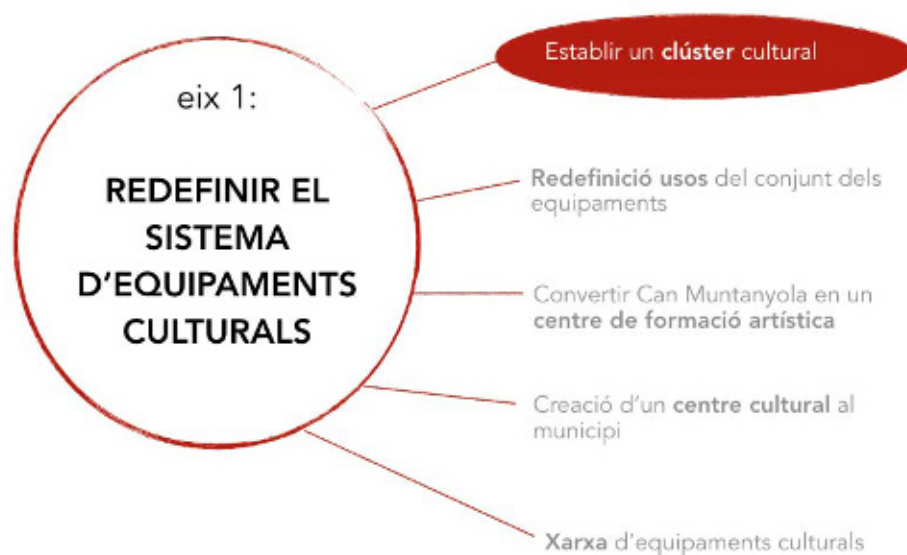 eix 1:
REDEFINIR EL
SISTEMA
D'EQUIPAMENTS
CULTURALS
Establir un clúster cultural
Redefinició usos del conjunt dels
equipaments
Convertir Can Muntanyola en un
centre de formació artística
Creació d'un centre cultural al
municipi
Xarxa d'equipaments culturals